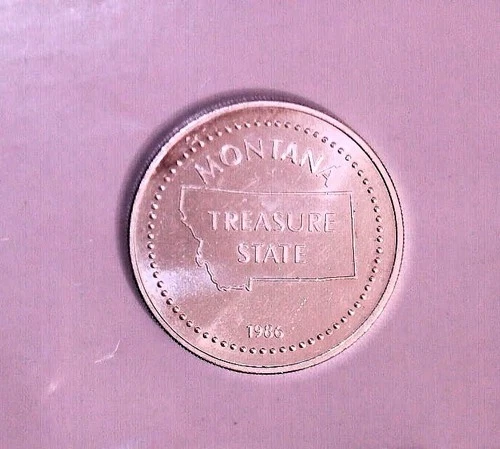 MONTANA
TREASURE
STATE
1986